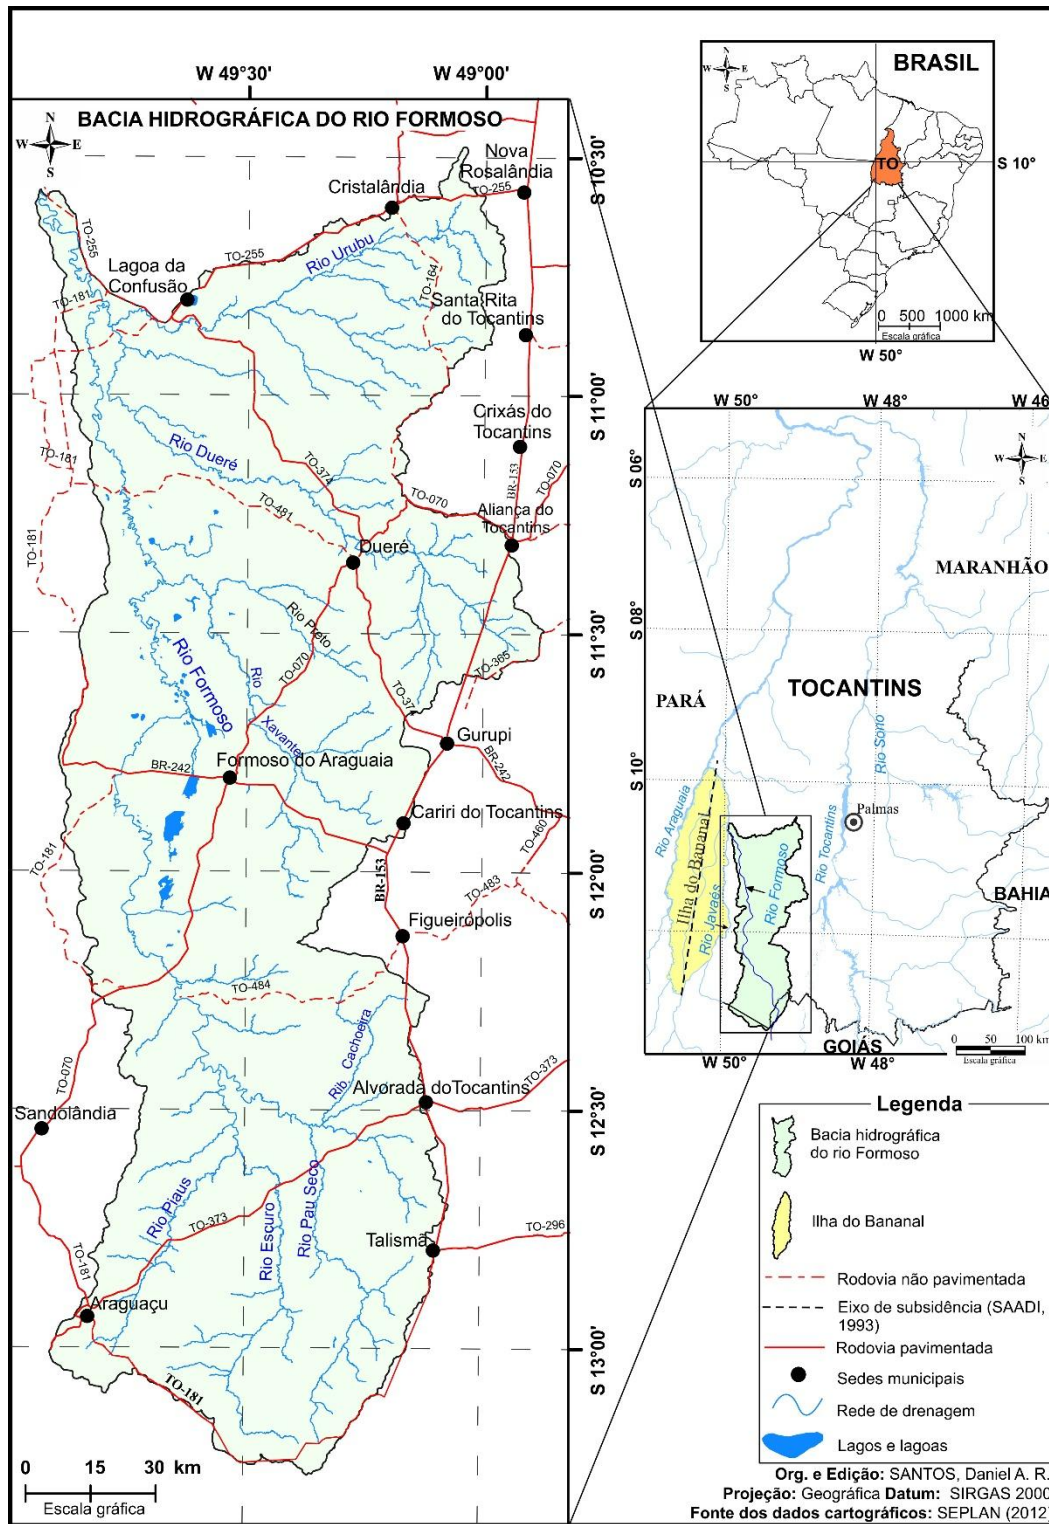 W 49°30'
W 49°00'
BACIA HIDROGRÁFICA DO RIO FORMOSO
N
W
E
S
Nova
Rosalândia
Cristalândia
TO-255
S 10°30'
TO-255
TO-255
Rio Urubu
TO-164
Lagoa da
Confusão
TO-181
Santa Rita
do Tocantins
S 11°00'
Crixás do
Tocantins
Rio Dueré
TO-181
TO-374
BR-153
TO-070
TO-070
TO-481
Aliança do
Tocantins
TO-181
Dueré
Rio Preto
S 11°30'
Rio Formoso
Rio
Xavante
TO-070
TO-365
TO-374
Gurupi
BR-242
Formoso do Araguaia
BR-242
Cariri do Tocantins
TO-460
TO-181
S 12°00'
BR-153
TO-483
Figueirópolis
TO-484
Rib. Cachoeira
TO-070
Alvorada do Tocantins
TO-373
Sandolândia
S 12°30'
Rio Piaus
Rio Escuro
Rio Pau Seco
TO-373
Talismã
TO-296
TO-181
Araguaçu
S 13°00'
TO-181
0 15 30 km
Escala gráfica
N
W
E
S
BRASIL
TO
S 10°
0 500 1000 km
Escala gráfica
W 50°
W 50°
W 48°
W 46
N
W
E
S
S 06°
MARANHÃO
S 08°
PARÁ
TOCANTINS
Rio Sono
S 10°
Rio Araguaia
Ilha do Bananal
Rio Javaés
Rio Formoso
Rio Tocantins
Palmas
BAHIA
GOIÁS
0 50 100 km
Escala gráfica
W 50°
W 48°
Legenda
Bacia hidrográfica
do rio Formoso
Ilha do Bananal
Rodovia não pavimentada
Eixo de subsidência (SAADI,
1993)
Rodovia pavimentada
Sedes municipais
Rede de drenagem
Lagos e lagoas
Org. e Edição: SANTOS, Daniel A. R.
Projeção: Geográfica Datum: SIRGAS 2000
Fonte dos dados cartográficos: SEPLAN (2012)